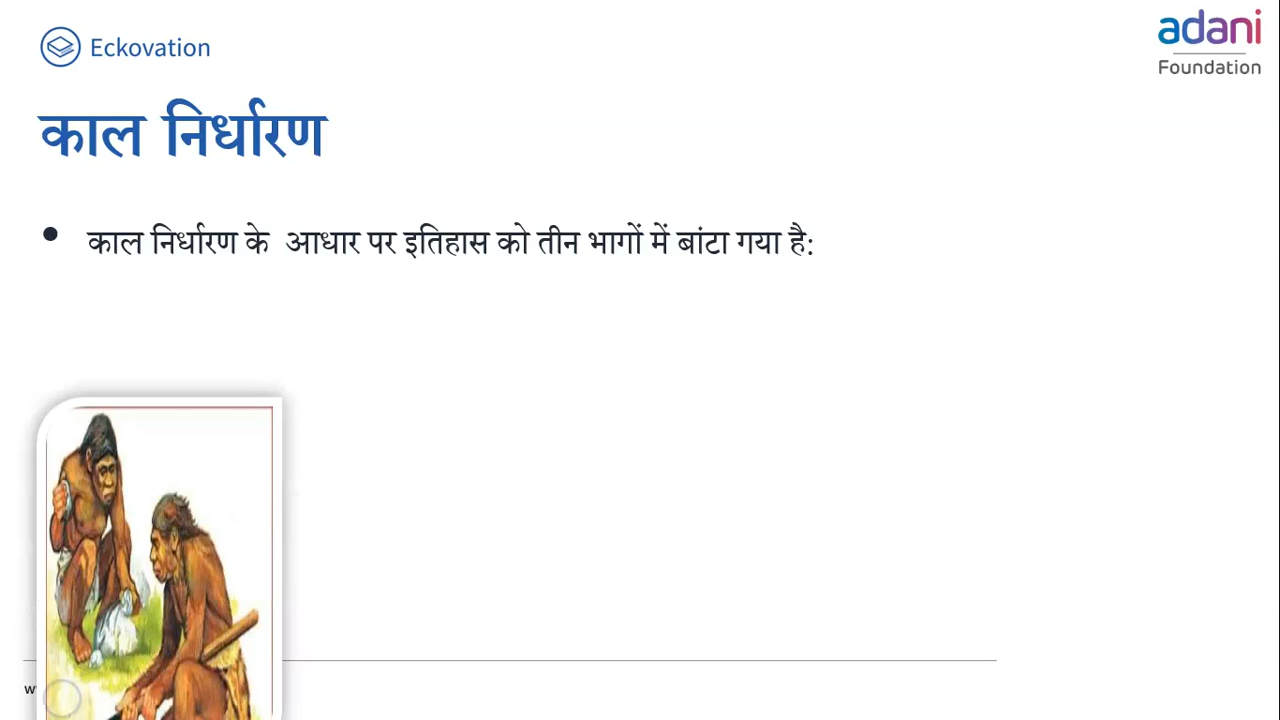 Eckovation
adani
Foundation
काल निर्धारण
• काल निर्धारण के आधार पर इतिहास को तीन भागों में बांटा गया है: